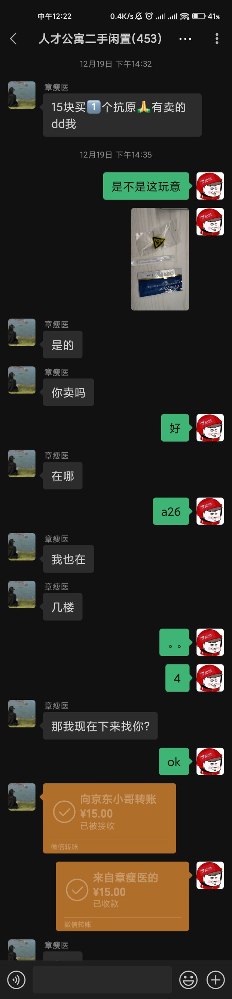 中午12:22
0.4K/s
41%
人才公寓二手闲置(453)
12月19日 下午14:32
章瘦医
15块买1️⃣个抗原🙏有卖的
dd我
12月19日 下午14:35
是不是这玩意
Flowflex
章瘦医
是的
章瘦医
你卖吗
好
章瘦医
在哪
a26
章瘦医
我也在
章瘦医
几楼
。。
4
章瘦医
那我现在下来找你?
ok
向京东小哥转账
¥15.00
已被接收
微信转账
来自章瘦医的
¥15.00
已收款
微信转账
章瘦医